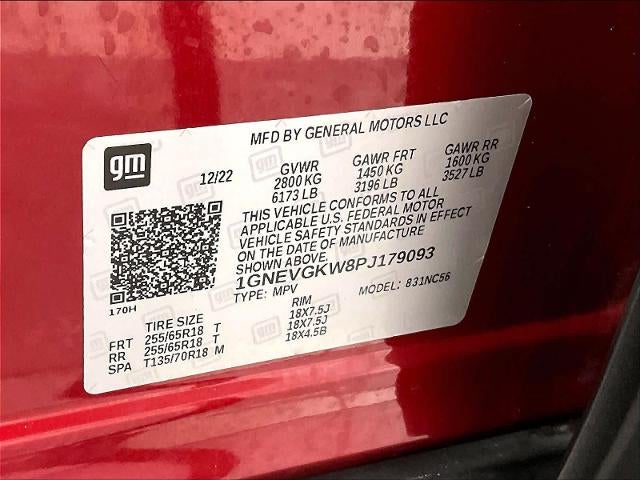 MFD BY GENERAL MOTORS LLC
gm
12/22 GVWR GAWR FRT GAWR RR
2800 KG 1450 KG 1600 KG
6173 LB 3196 LB 3527 LB
THIS VEHICLE CONFORMS TO ALL
APPLICABLE U.S. FEDERAL MOTOR
VEHICLE SAFETY STANDARDS IN EFFECT
ON THE DATE OF MANUFACTURE
SHOWN ABOVE.
1GNEVGKW8PJ179093
170H
TYPE: MPV MODEL: 831NC56
TIRE SIZE RIM
FRT 255/65R18 T 18X7.5J
RR 255/65R18 T 18X7.5J
SPA T135/70R18 M 18X4.5B